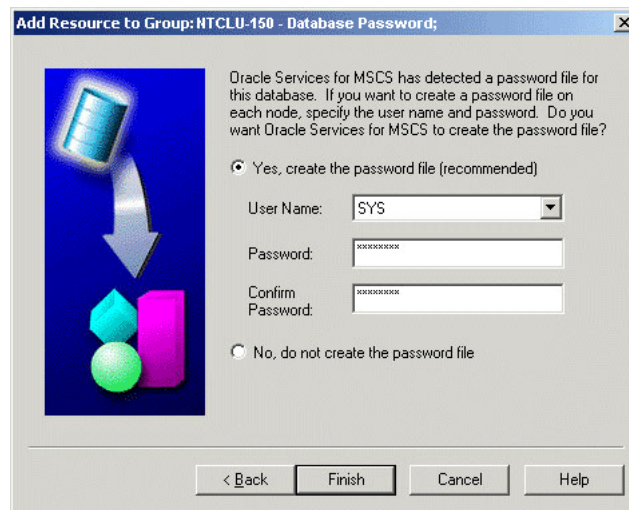 Add Resource to Group: NTCLU-150 - Database Password;
Oracle Services for MSCS has detected a password file for
this database. If you want to create a password file on
each node, specify the user name and password. Do you
want Oracle Services for MSCS to create the password file?
Yes, create the password file (recommended)
User Name: SYS
Password: ********
Confirm
Password: ********
No, do not create the password file
< Back Finish Cancel Help